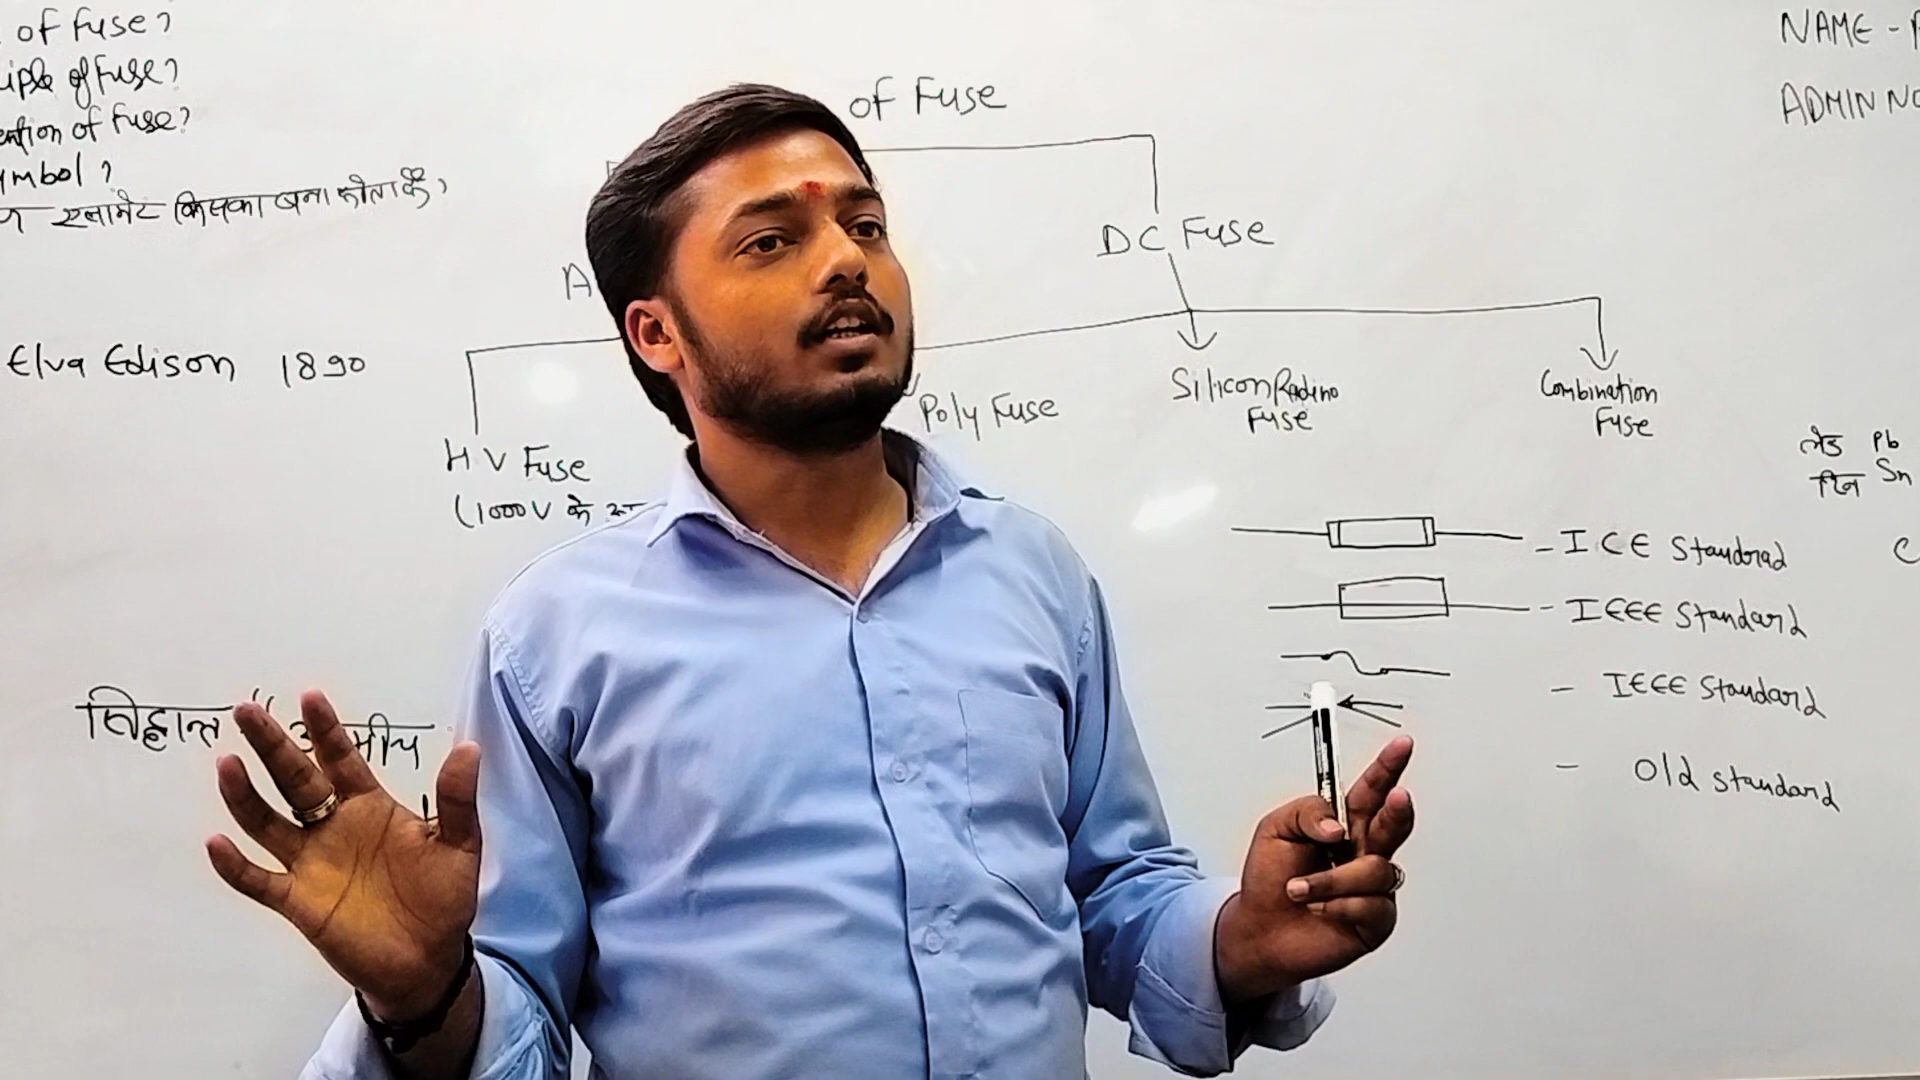 of Fuse?
iple of Fuse?
ention of Fuse?
ymbol?
एलामेंट किसका बना होता है?
of Fuse
NAME -
ADMIN NO
A
DC Fuse
Elva Edison 1890
HV Fuse
(1000V के
Poly Fuse
Silicon
Fuse
Combination
Fuse
लेड Pb
टिन Sn
- ICE Standrad
- IEEE Standard
- IEEE Standard
- Old standard
सिद्धान्त "
मीय